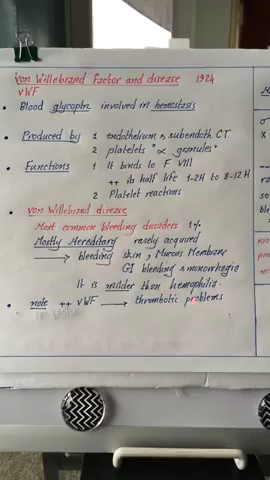 von Willebrand Factor and disease 1924
vWF
• Blood glycoptn involved in hemostasis
• Produced by 1 endothelium & subendoth CT
2 platelets "α granules"
• Functions 1 It binds to F VIII
++ its half life 1-2H to 8-12H
2 Platelet reactions
• von Willebrand disease
Most common bleeding disorders 1%
Mostly Hereditary rarely acquired
→ bleeding skin, Mucous Membrane
GI bleeding & menorrhagia
It is milder than hemophilia
• note ++ vWF → thrombotic problems